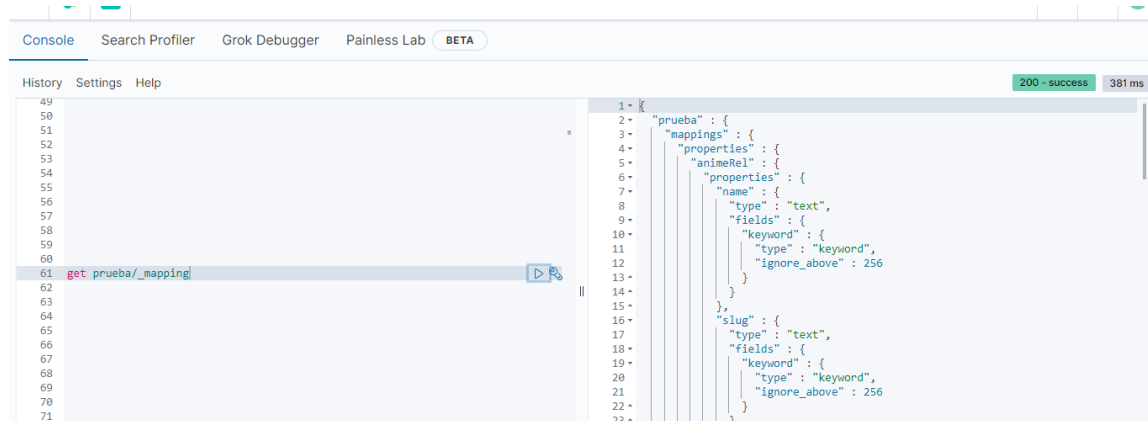 Console Search Profiler Grok Debugger Painless Lab BETA
History Settings Help
200 - success 381 ms
49
50
51
52
53
54
55
56
57
58
59
60
61 get prueba/_mapping
62
63
64
65
66
67
68
69
70
71
1 {
2 "prueba" : {
3 "mappings" : {
4 "properties" : {
5 "animeRel" : {
6 "properties" : {
7 "name" : {
8 "type" : "text",
9 "fields" : {
10 "keyword" : {
11 "type" : "keyword",
12 "ignore_above" : 256
13 }
14 }
15 },
16 "slug" : {
17 "type" : "text",
18 "fields" : {
19 "keyword" : {
20 "type" : "keyword",
21 "ignore_above" : 256
22 }
23 }